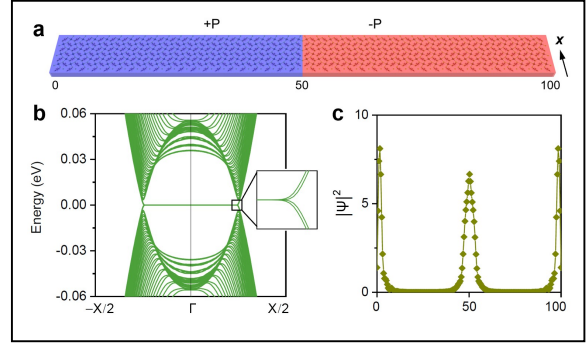 +P -P
a
x
0 50 100
b
0.06
0.03
0.00
-0.03
-0.06
Energy (eV)
−X/2 Γ X/2
c
10
5
0
|Ψ|²
0 50 100